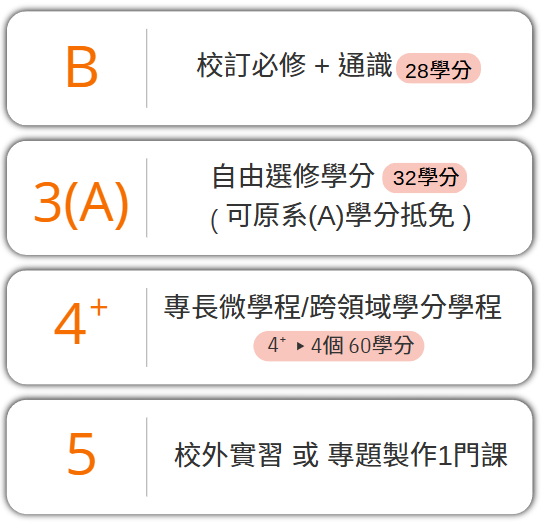 B
校訂必修 + 通識 28學分
3(A)
自由選修學分 32學分
( 可原系(A)學分抵免 )
4+
專長微學程/跨領域學分學程
4+ ▸ 4個 60學分
5
校外實習 或 專題製作1門課